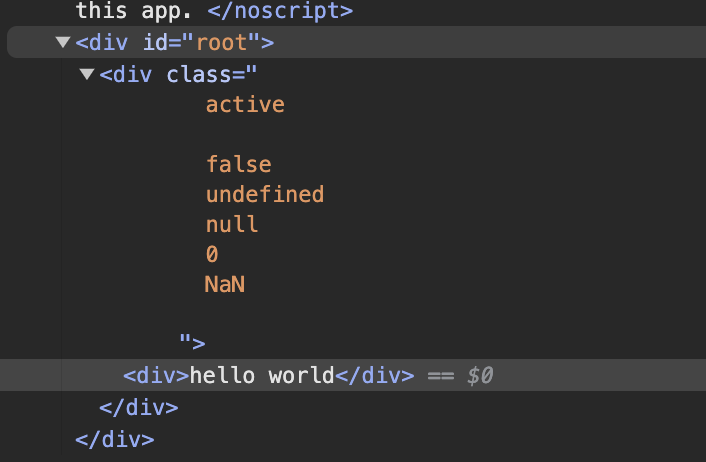 this app. </noscript>
▼<div id="root">
▼<div class="
active
false
undefined
null
0
NaN
">
<div>hello world</div> == $0
</div>
</div>